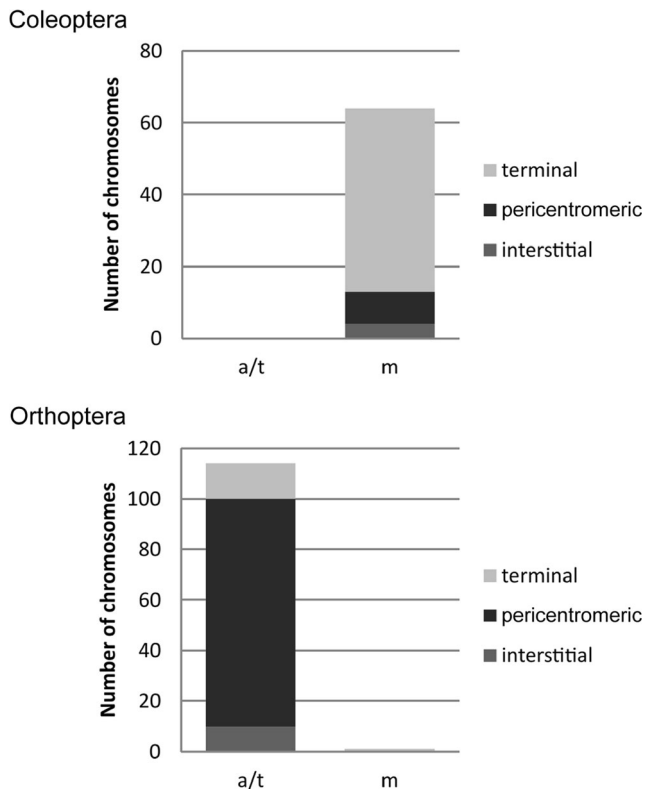 Coleoptera
Number of chromosomes
80
60
40
20
0
a/t
m
terminal
pericentromeric
interstitial
Orthoptera
Number of chromosomes
120
100
80
60
40
20
0
a/t
m
terminal
pericentromeric
interstitial